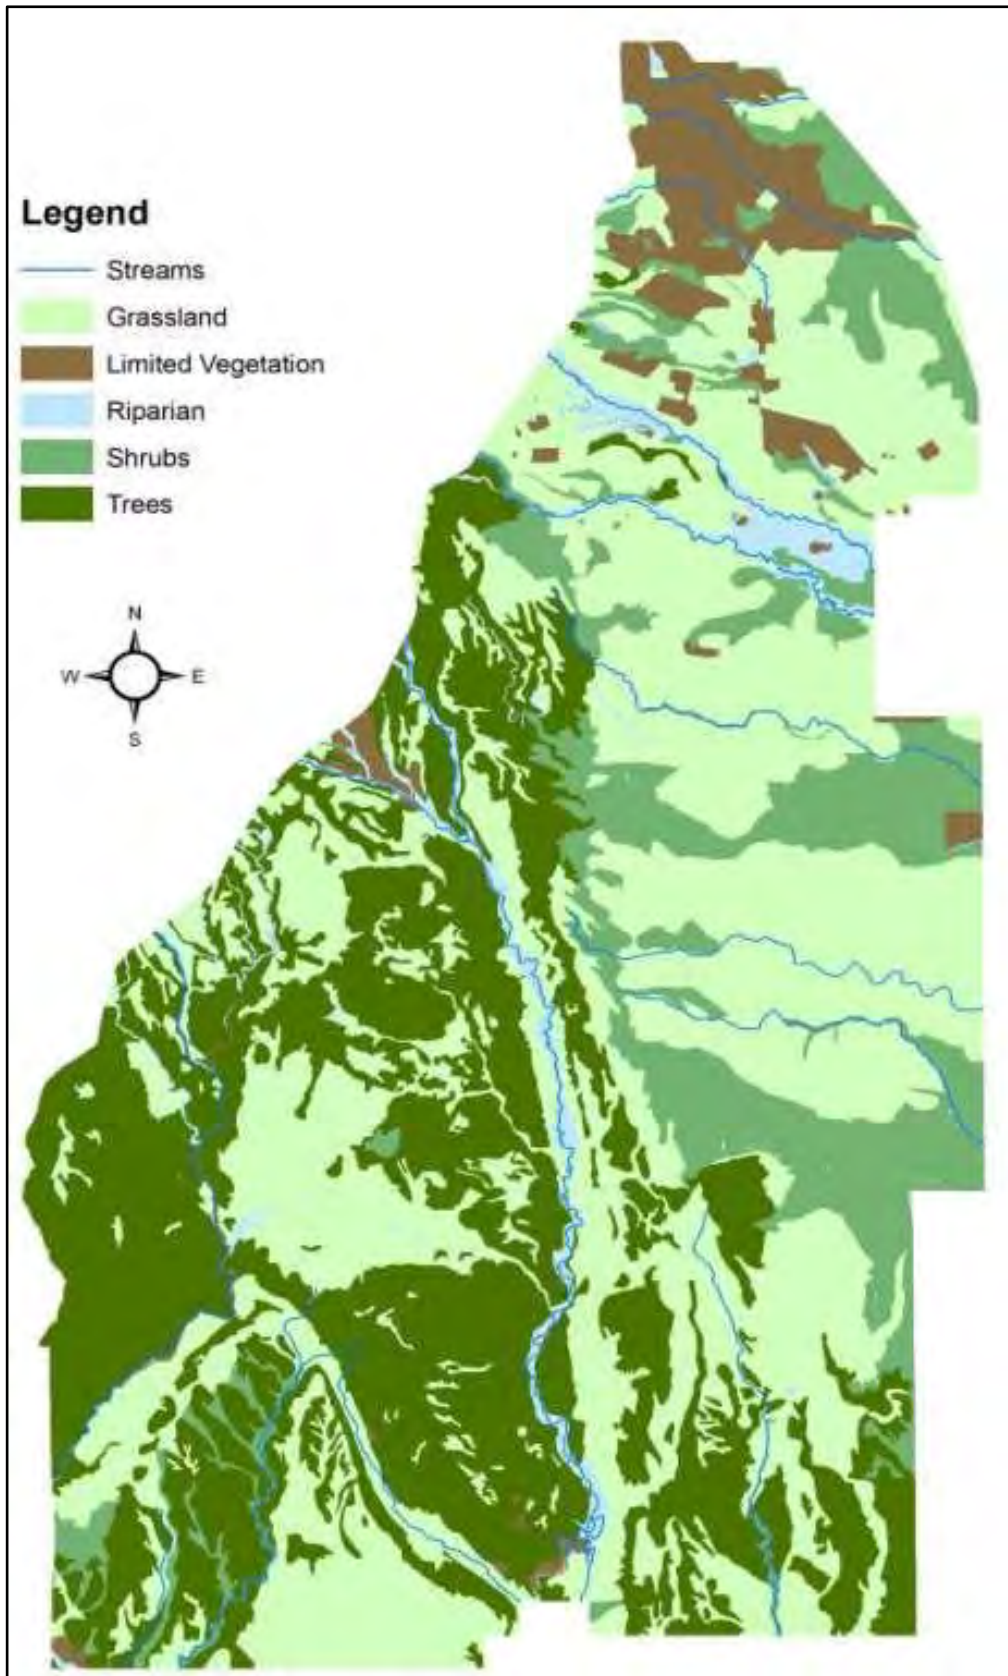 Legend
Streams
Grassland
Limited Vegetation
Riparian
Shrubs
Trees
N
W E
S